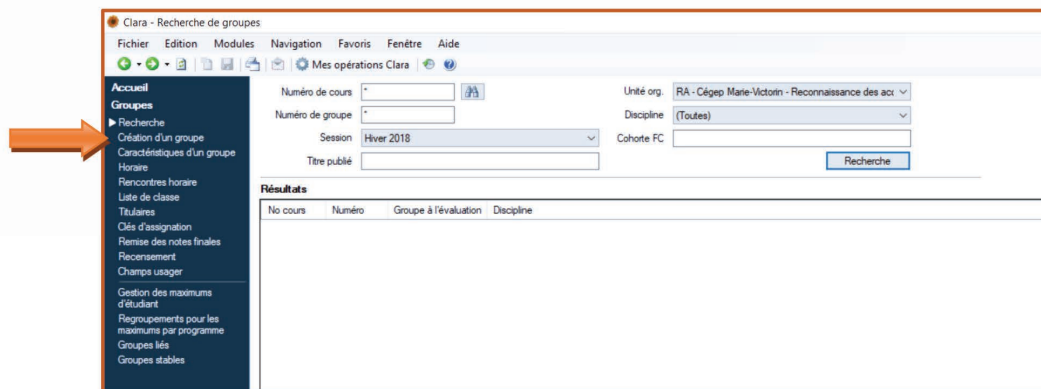 Clara - Recherche de groupes
Fichier Edition Modules Navigation Favoris Fenêtre Aide
Mes opérations Clara
Accueil
Groupes
Recherche
Création d'un groupe
Caractéristiques d'un groupe
Horaire
Rencontres horaire
Liste de classe
Titulaires
Clés d'assignation
Remise des notes finales
Recensement
Champs usager
Gestion des maximums
d'étudiant
Regroupements pour les
maximums par programme
Groupes liés
Groupes stables
Numéro de cours *
Numéro de groupe *
Session Hiver 2018
Titre publié
Unité org. RA - Cégep Marie-Victorin - Reconnaissance des acc
Discipline (Toutes)
Cohorte FC
Recherche
Résultats
No cours Numéro Groupe à l'évaluation Discipline